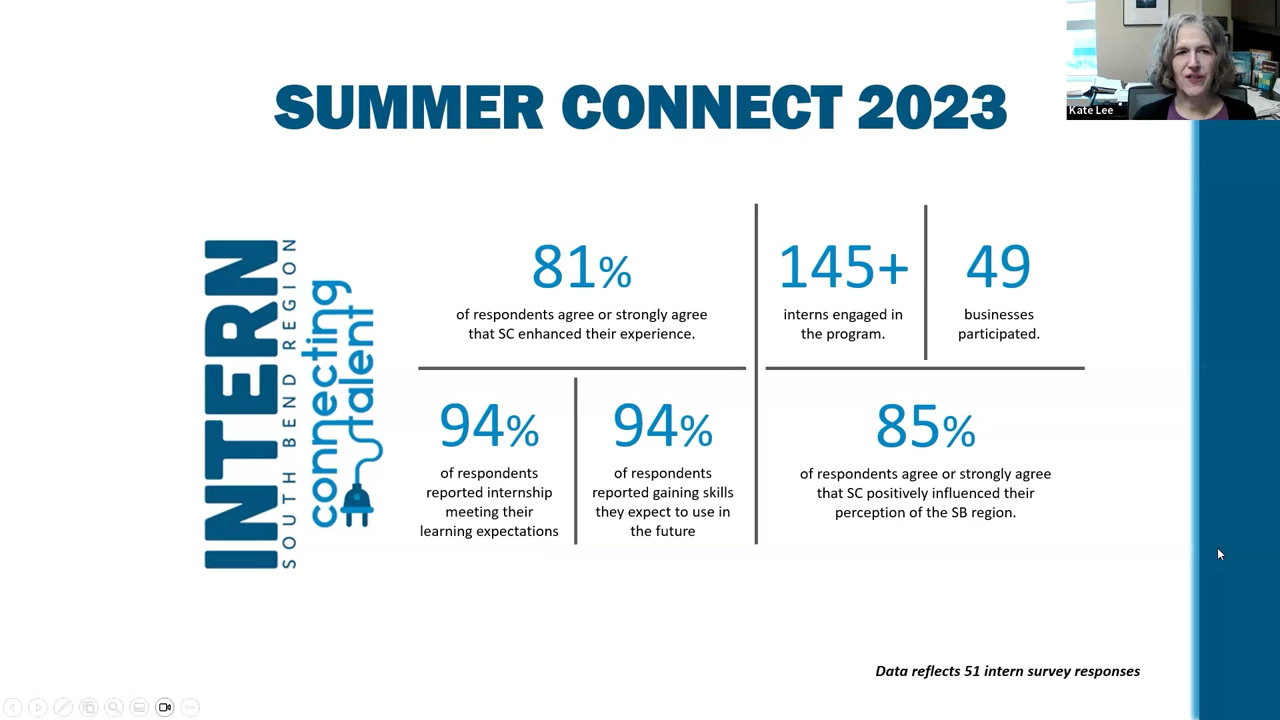 Kate Lee
SUMMER CONNECT 2023
INTERN
SOUTH BEND REGION
connecting
talent
81%
of respondents agree or strongly agree
that SC enhanced their experience.
145+
interns engaged in
the program.
49
businesses
participated.
94%
of respondents
reported internship
meeting their
learning expectations
94%
of respondents
reported gaining skills
they expect to use in
the future
85%
of respondents agree or strongly agree
that SC positively influenced their
perception of the SB region.
Data reflects 51 intern survey responses